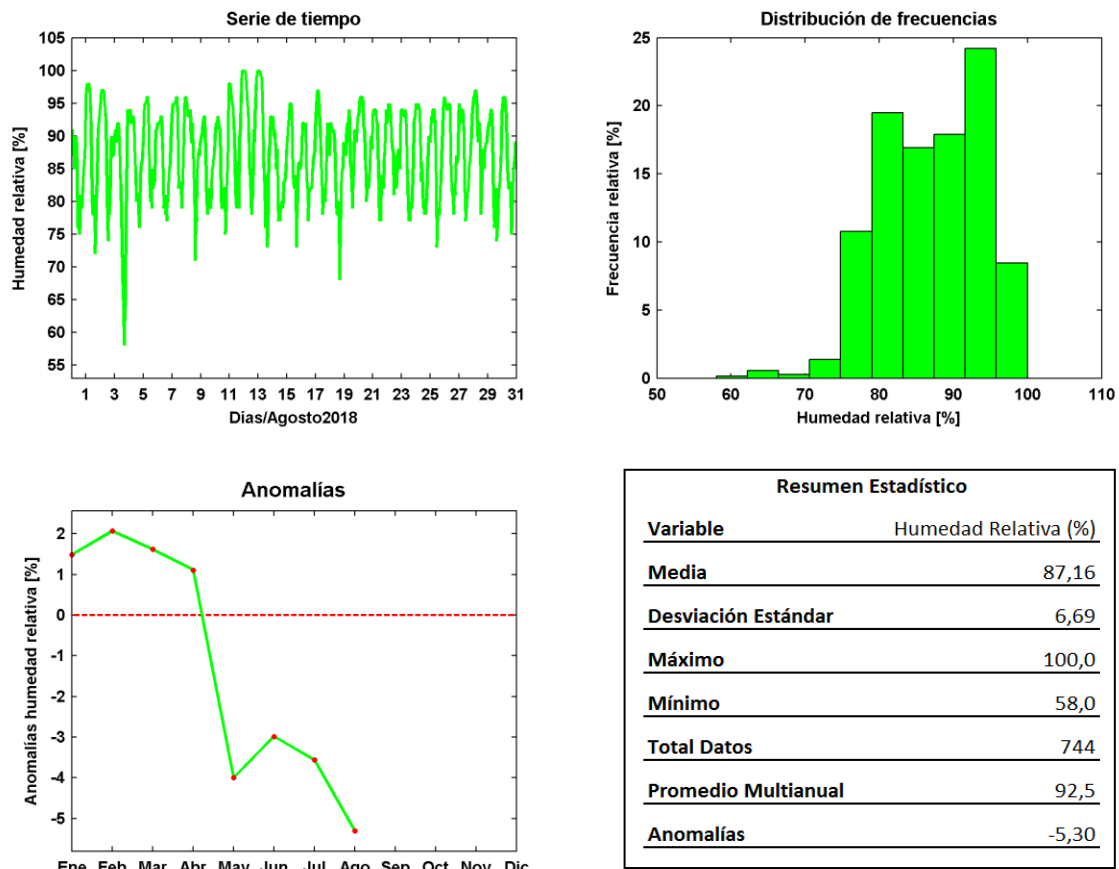 Serie de tiempo
105
100
95
90
85
80
75
70
65
60
55
Humedad relativa [%]
1 3 5 7 9 11 13 15 17 19 21 23 25 27 29 31
Días/Agosto2018
Distribución de frecuencias
25
20
15
10
5
0
Frecuencia relativa [%]
50 60 70 80 90 100 110
Humedad relativa [%]
Anomalías
2
1
0
-1
-2
-3
-4
-5
Anomalías humedad relativa [%]
Ene Feb Mar Abr May Jun Jul Ago Sep Oct Nov Dic
Resumen Estadístico
Variable Humedad Relativa (%)
Media 87,16
Desviación Estándar 6,69
Máximo 100,0
Mínimo 58,0
Total Datos 744
Promedio Multianual 92,5
Anomalías -5,30